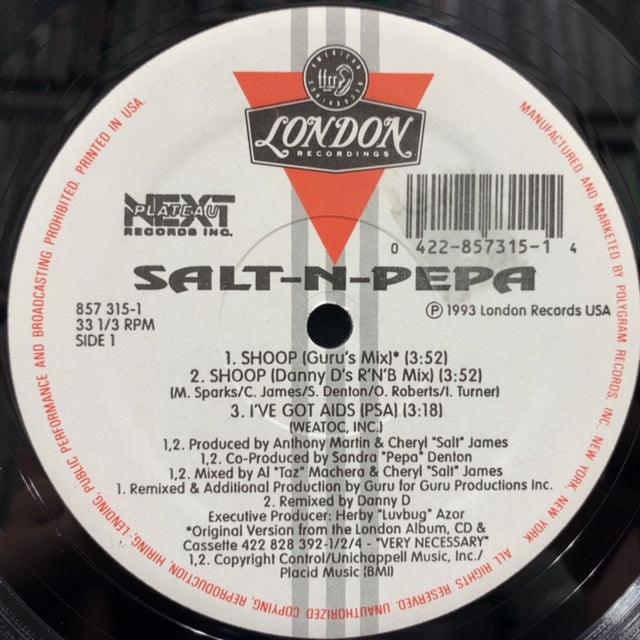 AMERICAN
ffrr
RECORDINGS
LONDON
RECORDINGS
NEXT
PLATEAU
RECORDS INC.
0 422-857315-1 4
SALT-N-PEPA
857 315-1
33 1/3 RPM
SIDE 1
Ⓟ 1993 London Records USA
1. SHOOP (Guru's Mix)* (3:52)
2. SHOOP (Danny D's R'N'B Mix) (3:52)
(M. Sparks/C. James/S. Denton/O. Roberts/I. Turner)
3. I'VE GOT AIDS (PSA) (3:18)
(WEATOC, INC.)
1,2. Produced by Anthony Martin & Cheryl "Salt" James
1,2. Co-Produced by Sandra "Pepa" Denton
1,2. Mixed by Al "Taz" Machera & Cheryl "Salt" James
1. Remixed & Additional Production by Guru for Guru Productions Inc.
2. Remixed by Danny D
Executive Producer: Herby "Luvbug" Azor
*Original Version from the London Album, CD &
Cassette 422 828 392-1/2/4 - "VERY NECESSARY"
1,2. Copyright Control/Unichappell Music, Inc./
Placid Music (BMI)
MANUFACTURED AND MARKETED BY POLYGRAM RECORDS, INC. NEW YORK, NEW YORK. ALL RIGHTS RESERVED. UNAUTHORIZED COPYING, REPRODUCTION, HIRING, LENDING, PUBLIC PERFORMANCE AND BROADCASTING PROHIBITED. PRINTED IN USA.